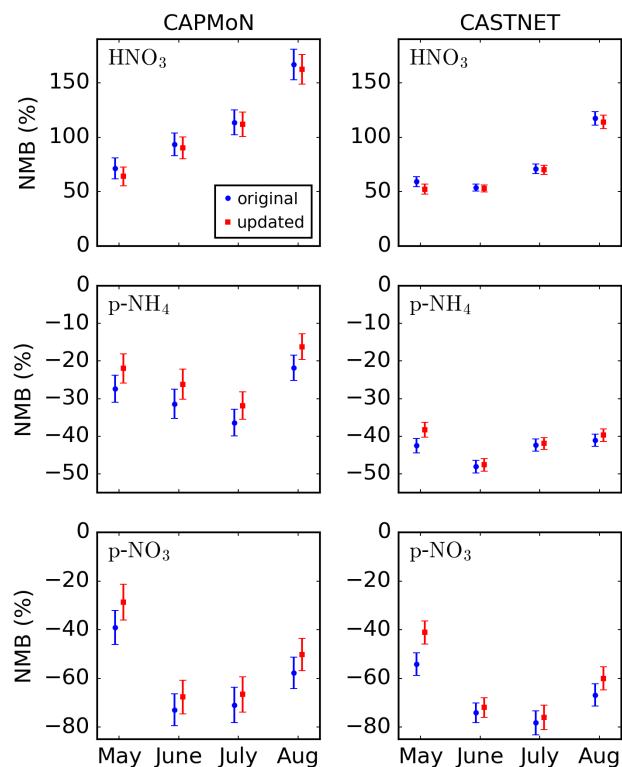 CAPMoN
CASTNET
NMB (%)
HNO₃
150
100
50
0
original
updated
HNO₃
150
100
50
0
NMB (%)
p-NH₄
0
−10
−20
−30
−40
−50
p-NH₄
0
−10
−20
−30
−40
−50
NMB (%)
p-NO₃
0
−20
−40
−60
−80
May June July Aug
p-NO₃
0
−20
−40
−60
−80
May June July Aug